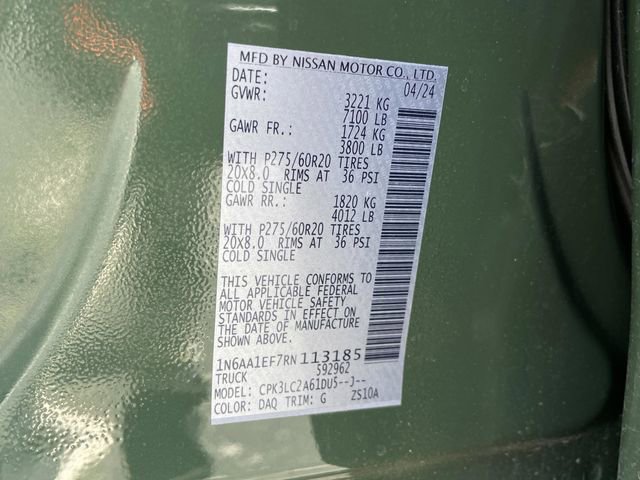 MFD BY NISSAN MOTOR CO., LTD.
DATE: 04/24
GVWR: 3221 KG
7100 LB
GAWR FR.: 1724 KG
3800 LB
WITH P275/60R20 TIRES
20X8.0 RIMS AT 36 PSI
COLD SINGLE
GAWR RR.: 1820 KG
4012 LB
WITH P275/60R20 TIRES
20X8.0 RIMS AT 36 PSI
COLD SINGLE
THIS VEHICLE CONFORMS TO
ALL APPLICABLE FEDERAL
MOTOR VEHICLE SAFETY
STANDARDS IN EFFECT ON
THE DATE OF MANUFACTURE
SHOWN ABOVE.
1N6AA1EF7RN 113185
592962
TRUCK
MODEL: CPK3LC2A61DU5--J--
COLOR: DAQ TRIM: G ZS10A